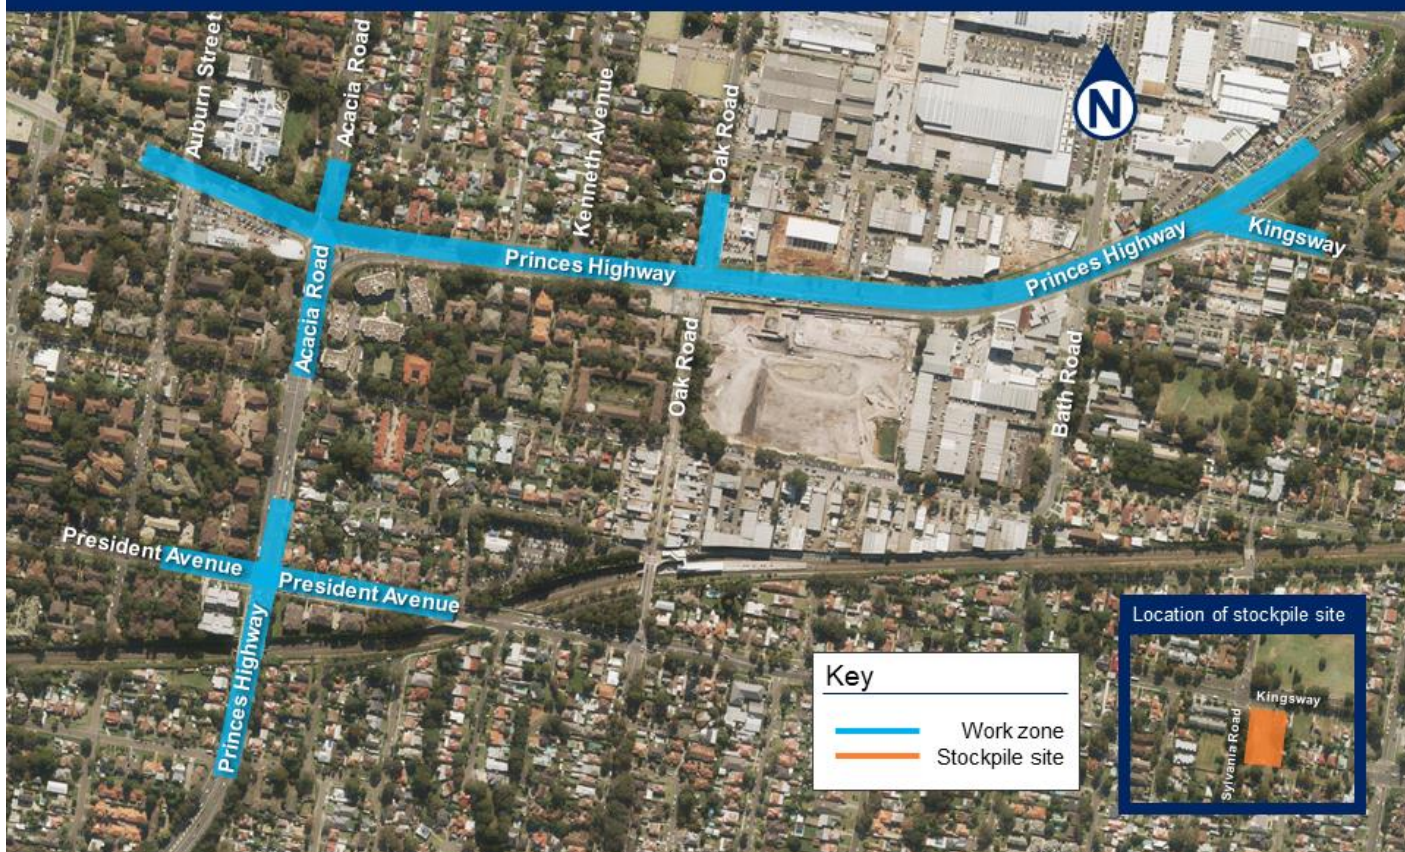 Auburn Street
Acacia Road
Kenneth Avenue
Oak Road
N
Princes Highway
Princes Highway
Kingsway
Acacia Road
Oak Road
Bath Road
President Avenue
President Avenue
Princes Highway
Key
Work zone
Stockpile site
Location of stockpile site
Kingsway
Sylvania Road